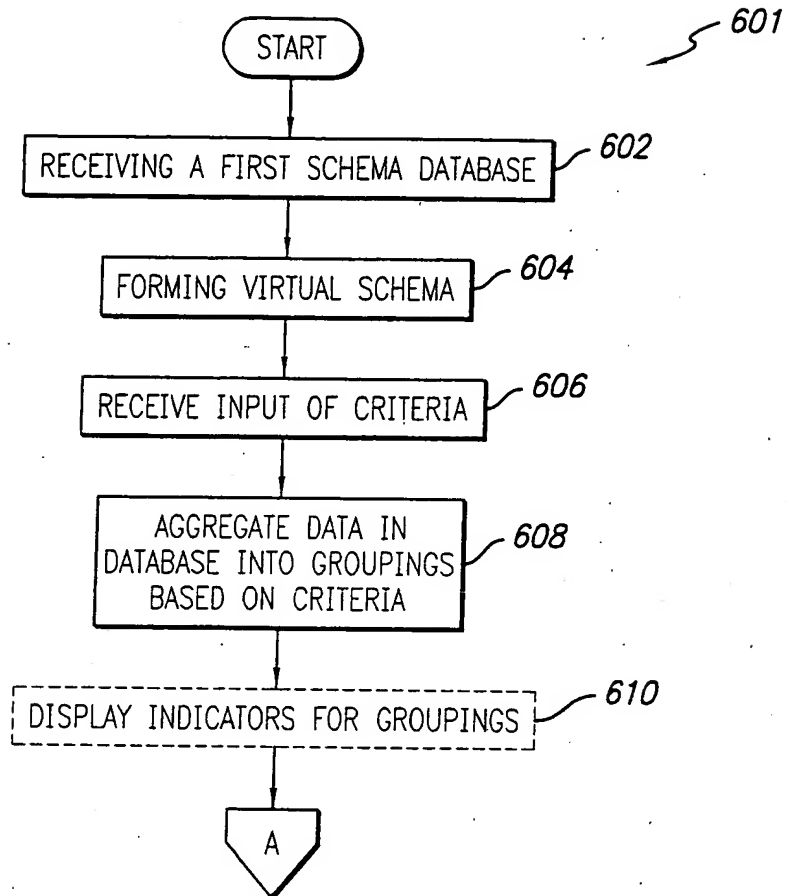 START
601
RECEIVING A FIRST SCHEMA DATABASE
602
FORMING VIRTUAL SCHEMA
604
RECEIVE INPUT OF CRITERIA
606
AGGREGATE DATA IN
DATABASE INTO GROUPINGS
BASED ON CRITERIA
608
DISPLAY INDICATORS FOR GROUPINGS
610
A